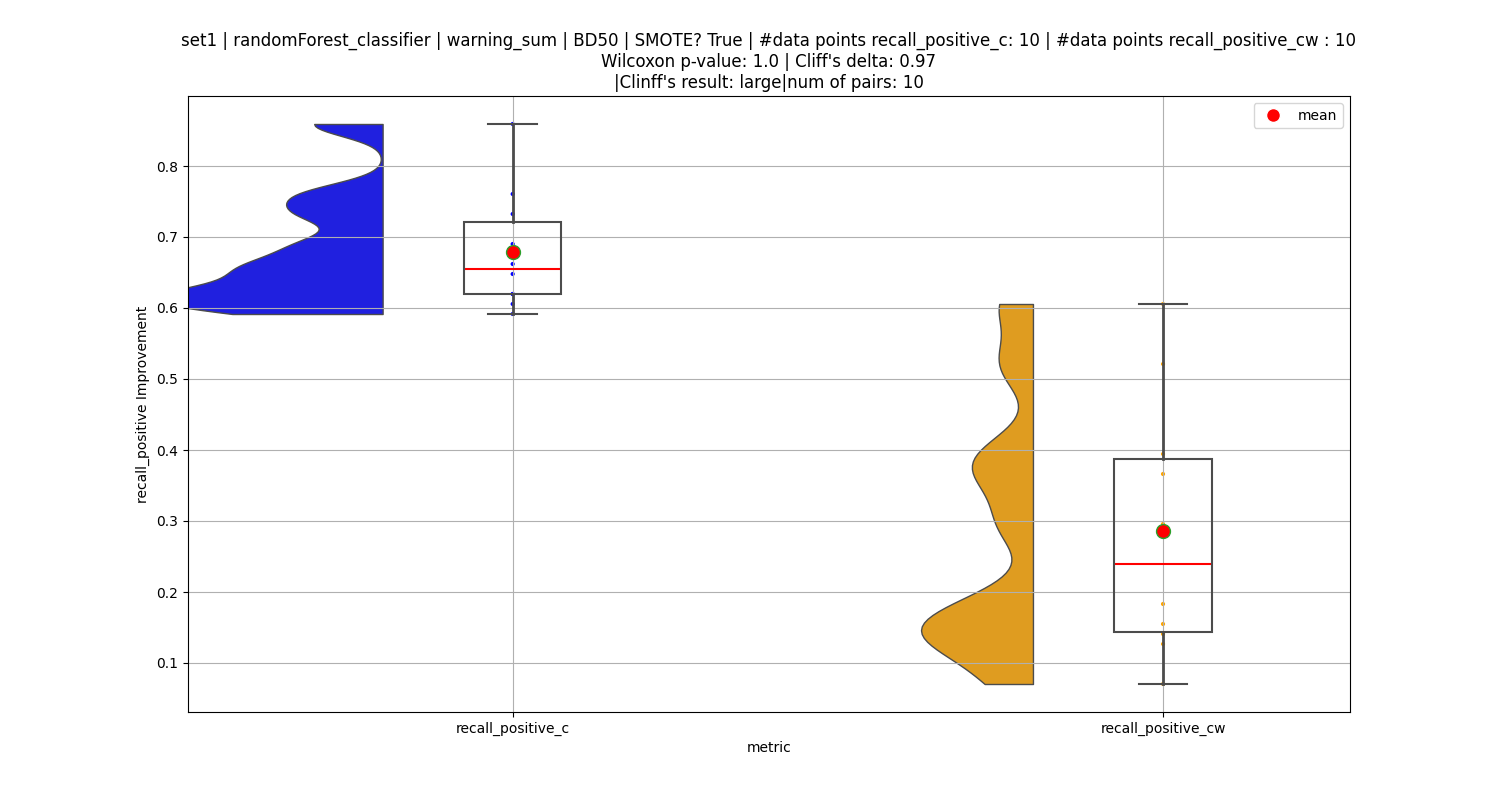 set1 | randomForest_classifier | warning_sum | BD50 | SMOTE? True | #data points recall_positive_c: 10 | #data points recall_positive_cw : 10
Wilcoxon p-value: 1.0 | Cliff's delta: 0.97
|Clinff's result: large|num of pairs: 10
mean
0.8
0.7
0.6
0.5
0.4
0.3
0.2
0.1
recall_positive Improvement
recall_positive_c
recall_positive_cw
metric